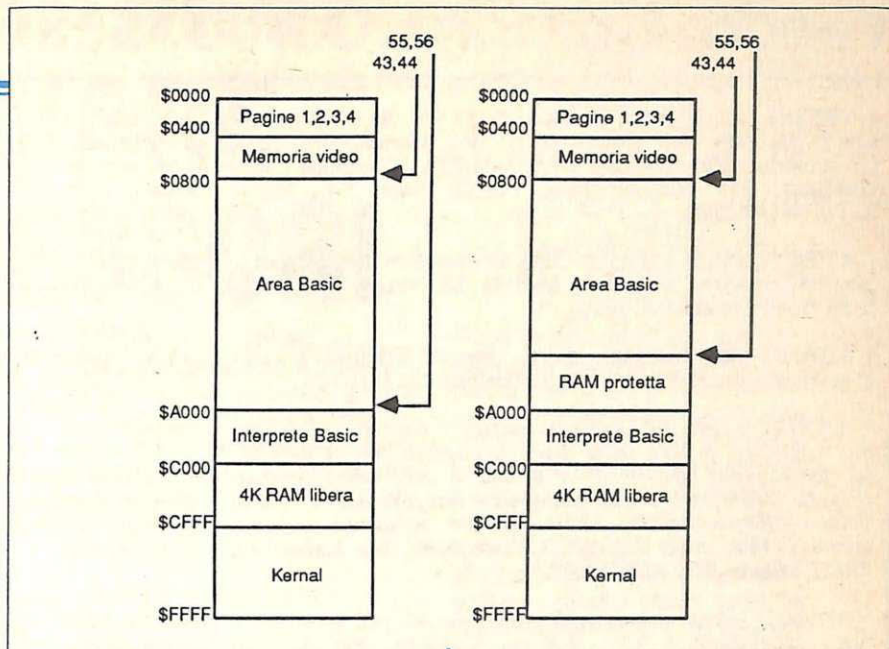 55,56
43,44
$0000
Pagine 1,2,3,4
$0400
Memoria video
$0800
Area Basic
$A000
Interprete Basic
$C000
4K RAM libera
$CFFF
Kernal
$FFFF
55,56
43,44
$0000
Pagine 1,2,3,4
$0400
Memoria video
$0800
Area Basic
RAM protetta
$A000
Interprete Basic
$C000
4K RAM libera
$CFFF
Kernal
$FFFF